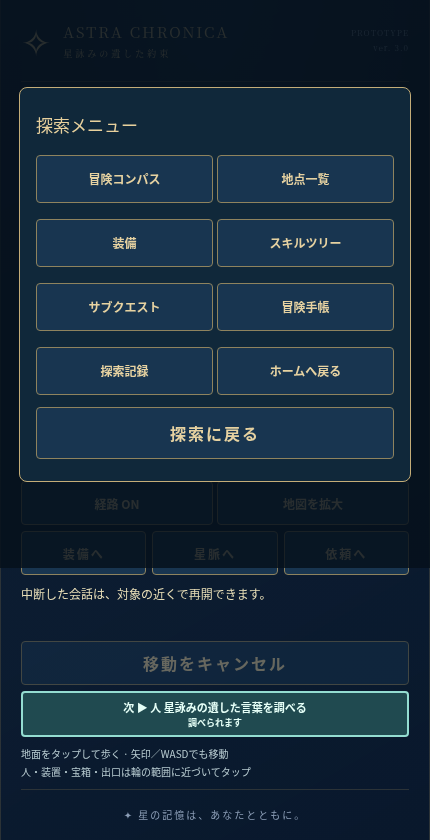 ASTRA CHRONICA
星詠みの遺した約束
PROTOTYPE
探索メニュー
冒険コンパス
地点一覧
装備
スキルツリー
サブクエスト
冒険手帳
探索記録
ホームへ戻る
探索に戻る
経路 ON
地図を拡大
装備へ
星脈へ
依頼へ
中断した会話は、対象の近くで再開できます。
移動をキャンセル
次 ▶ 人 星詠みの遺した言葉を調べる
調べられます
地面をタップして歩く · 矢印／WASDでも移動
人・装置・宝箱・出口は輪の範囲に近づいてタップ
✦ 星の記憶は、あなたとともに。